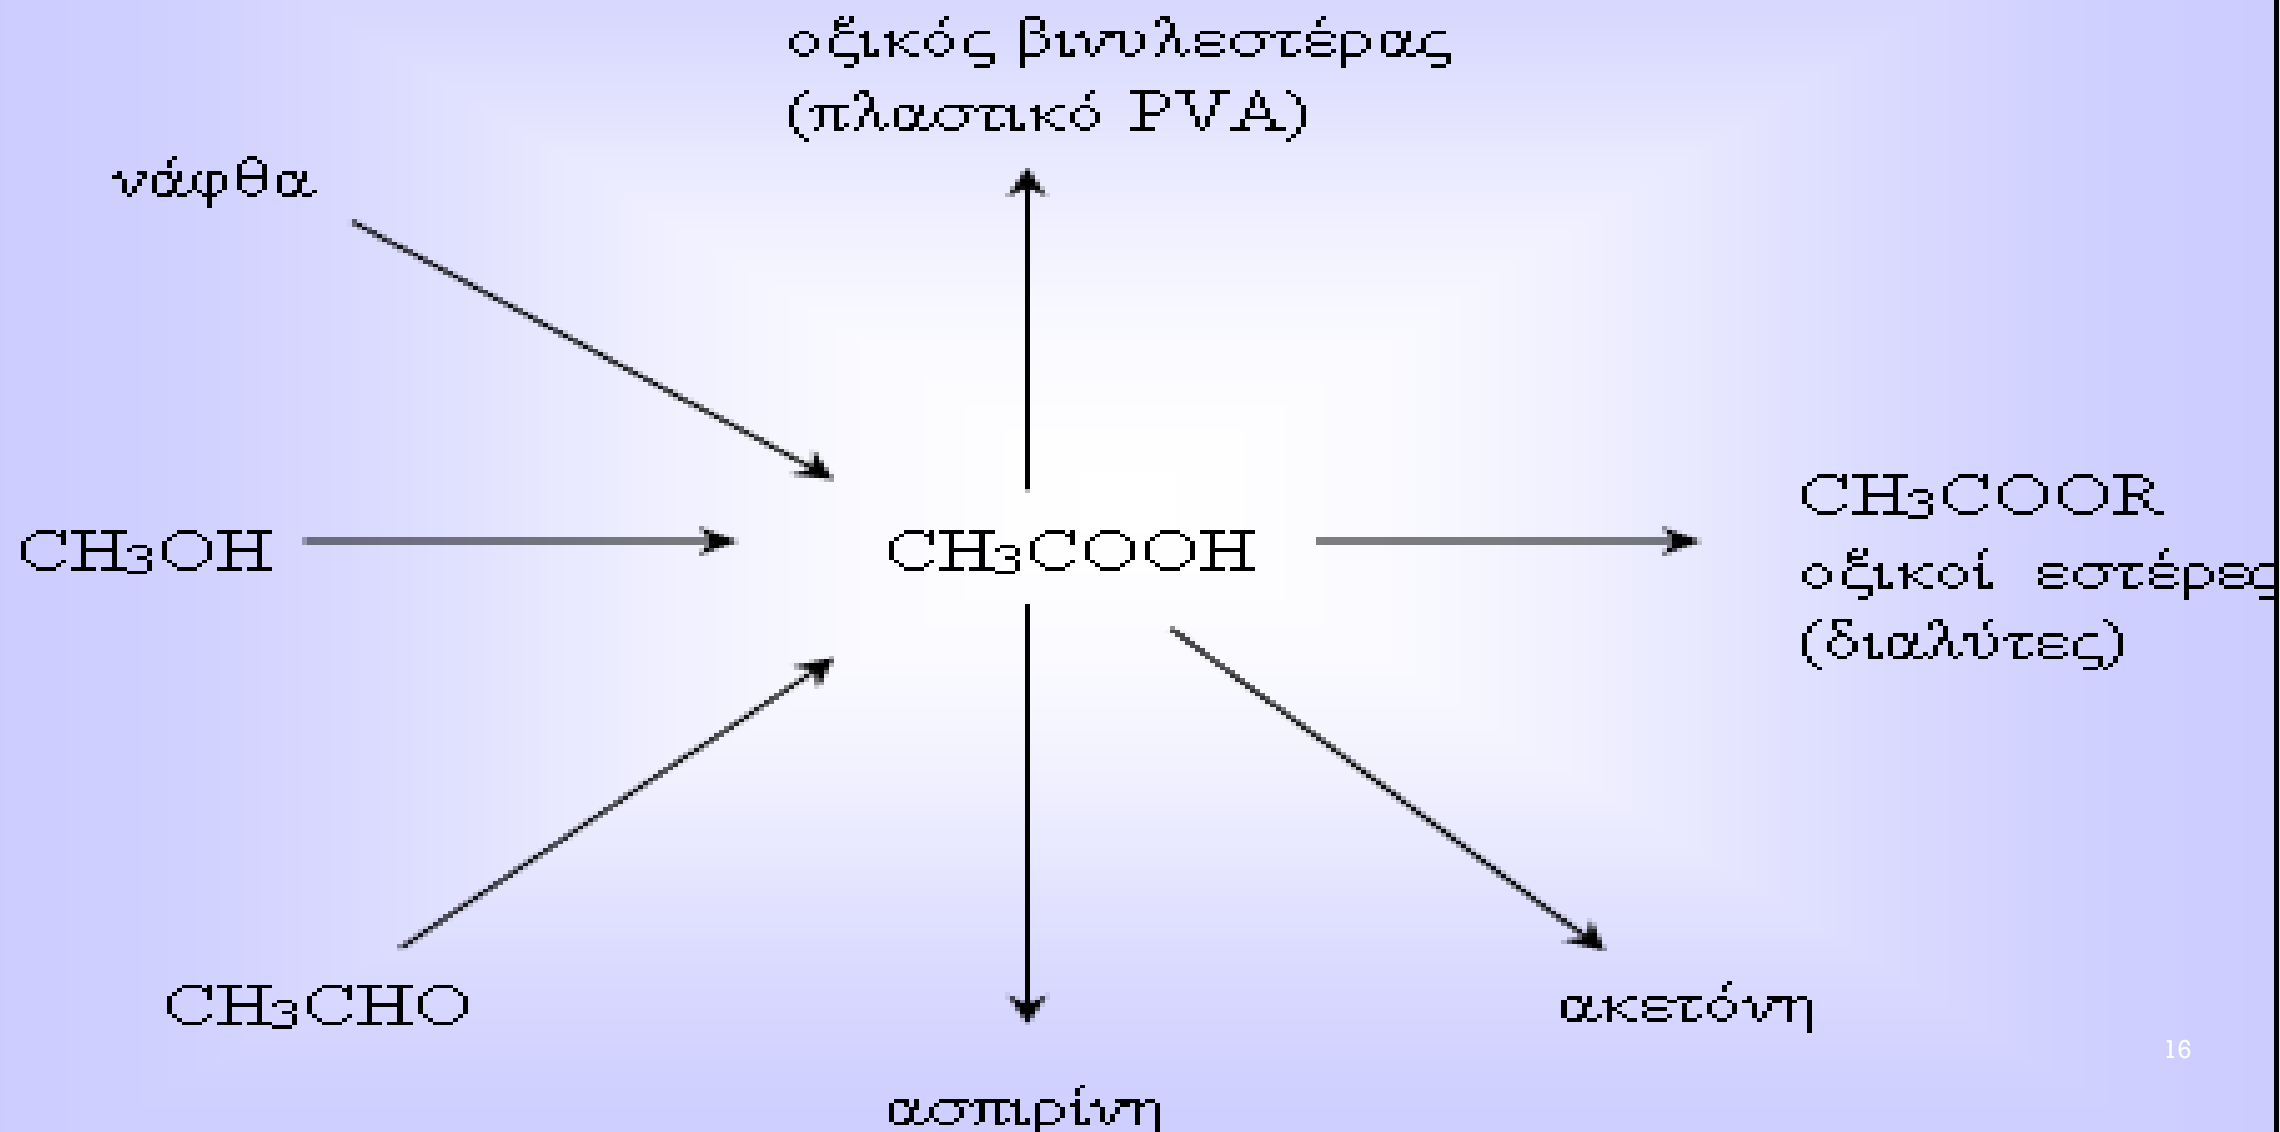 οξικός βινυλεστέρας
(πλαστικό PVA)
νάφθα
CH₃OH
CH₃COOH
CH₃COOR
οξικοί εστέρες
(διαλύτες)
CH₃CHO
ακετόνη
16
ασπιρίνη